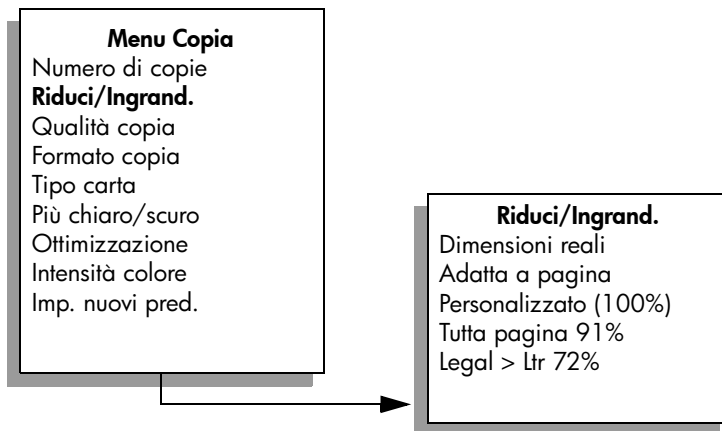 Menu Copia
Numero di copie
Riduci/Ingrand.
Qualità copia
Formato copia
Tipo carta
Più chiaro/scuro
Ottimizzazione
Intensità colore
Imp. nuovi pred.
Riduci/Ingrand.
Dimensioni reali
Adatta a pagina
Personalizzato (100%)
Tutta pagina 91%
Legal > Ltr 72%